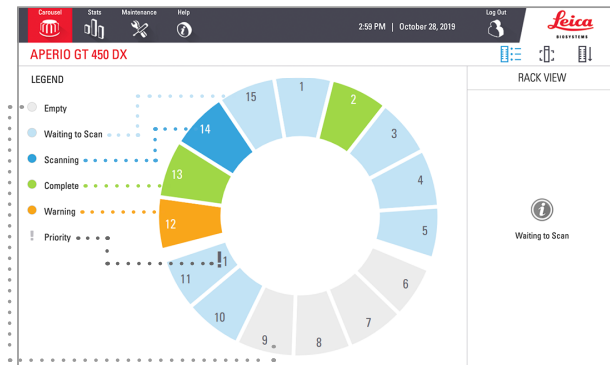 Carousel
Stats
Maintenance
Help
2:59 PM | October 28, 2019
Log Out
Leica
BIOSYSTEMS
APERIO GT 450 DX
LEGEND
Empty
Waiting to Scan
Scanning
Complete
Warning
! Priority
1
2
3
4
5
6
7
8
9
10
11
12
13
14
15
! 1
RACK VIEW
i
Waiting to Scan